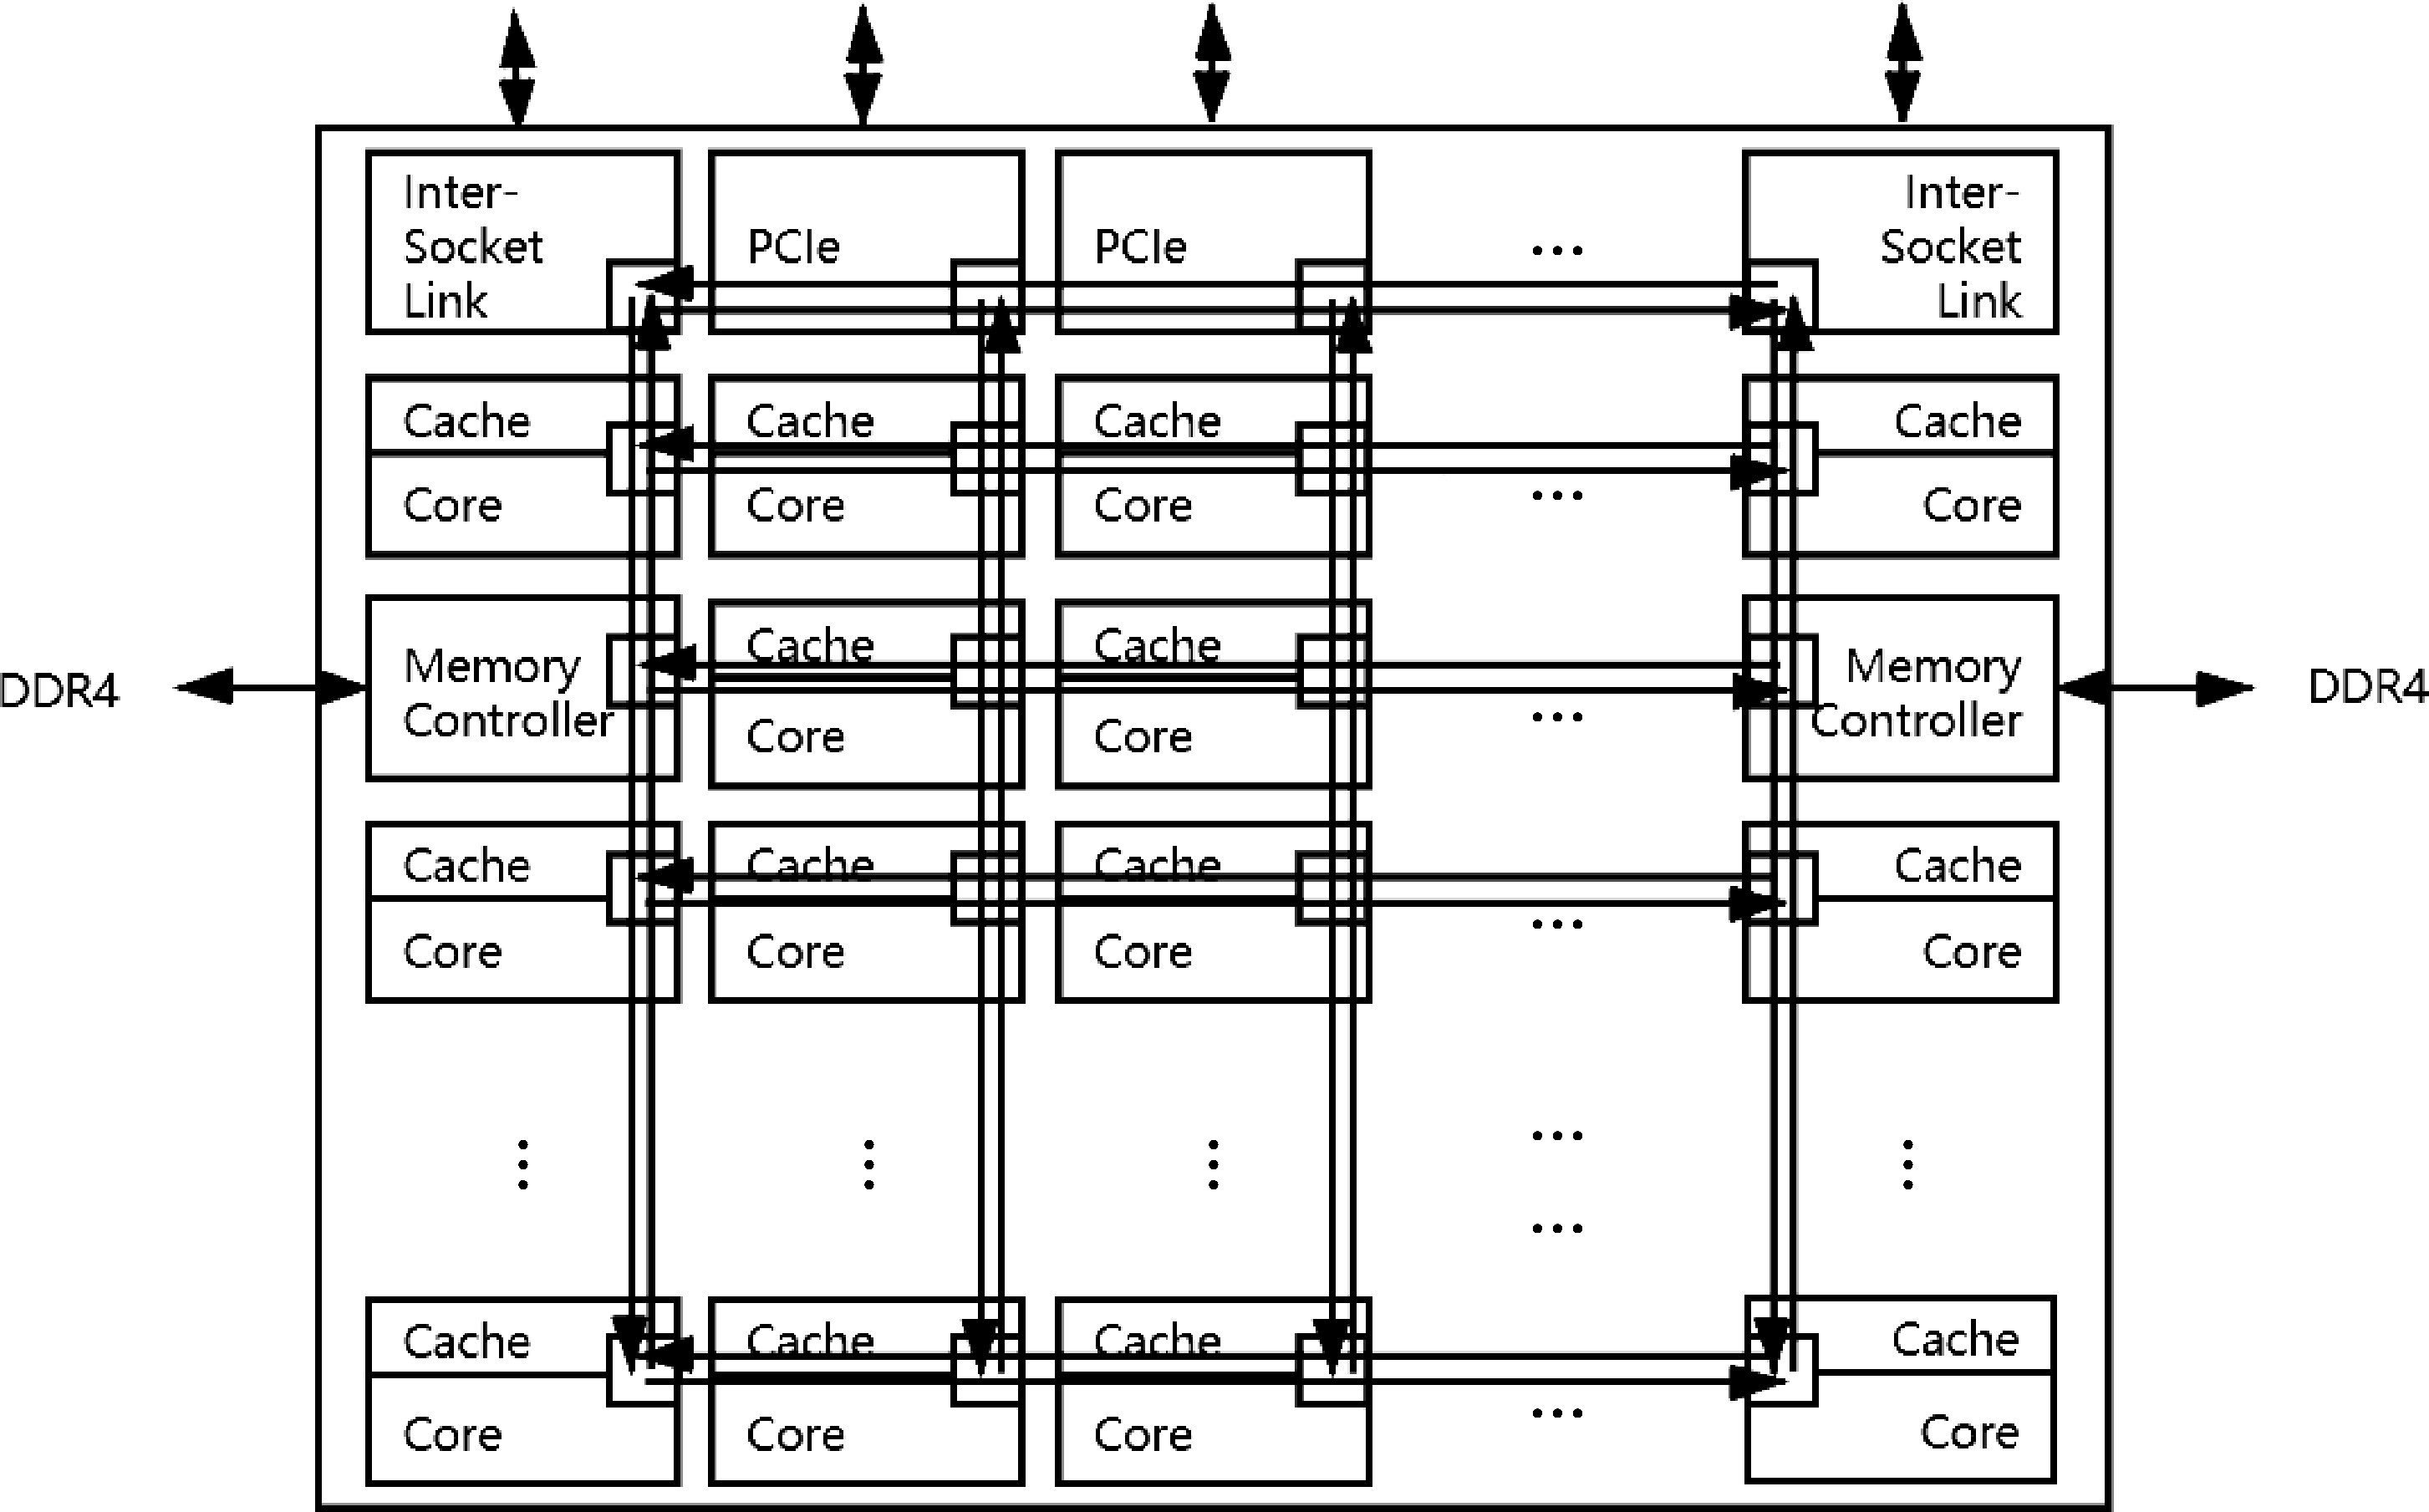 Inter-
Socket
Link
PCIe
PCIe
...
Inter-
Socket
Link
Cache
Core
Cache
Core
Cache
Core
...
Cache
Core
DDR4
Memory
Controller
Cache
Core
Cache
Core
...
Memory
Controller
DDR4
Cache
Core
Cache
Core
Cache
Core
...
Cache
Core
...
...
...
...
...
...
Cache
Core
Cache
Core
Cache
Core
...
Cache
Core